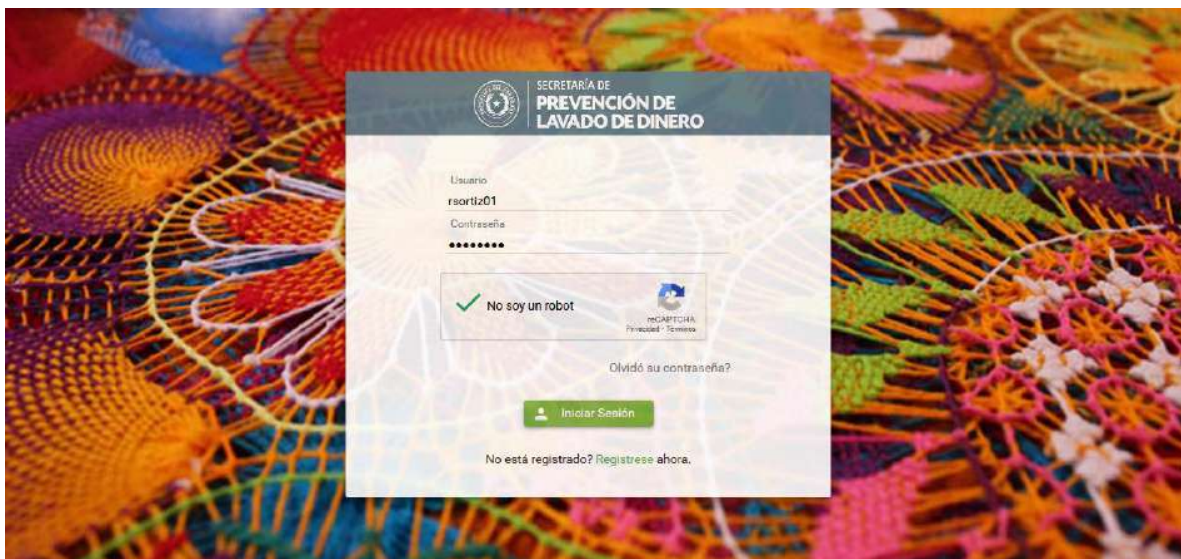 SECRETARÍA DE
PREVENCIÓN DE
LAVADO DE DINERO
Usuario
rsortiz01
Contraseña
••••••••
No soy un robot
reCAPTCHA
Privacidad - Términos
Olvidó su contraseña?
Iniciar Sesión
No está registrado? Registrese ahora.